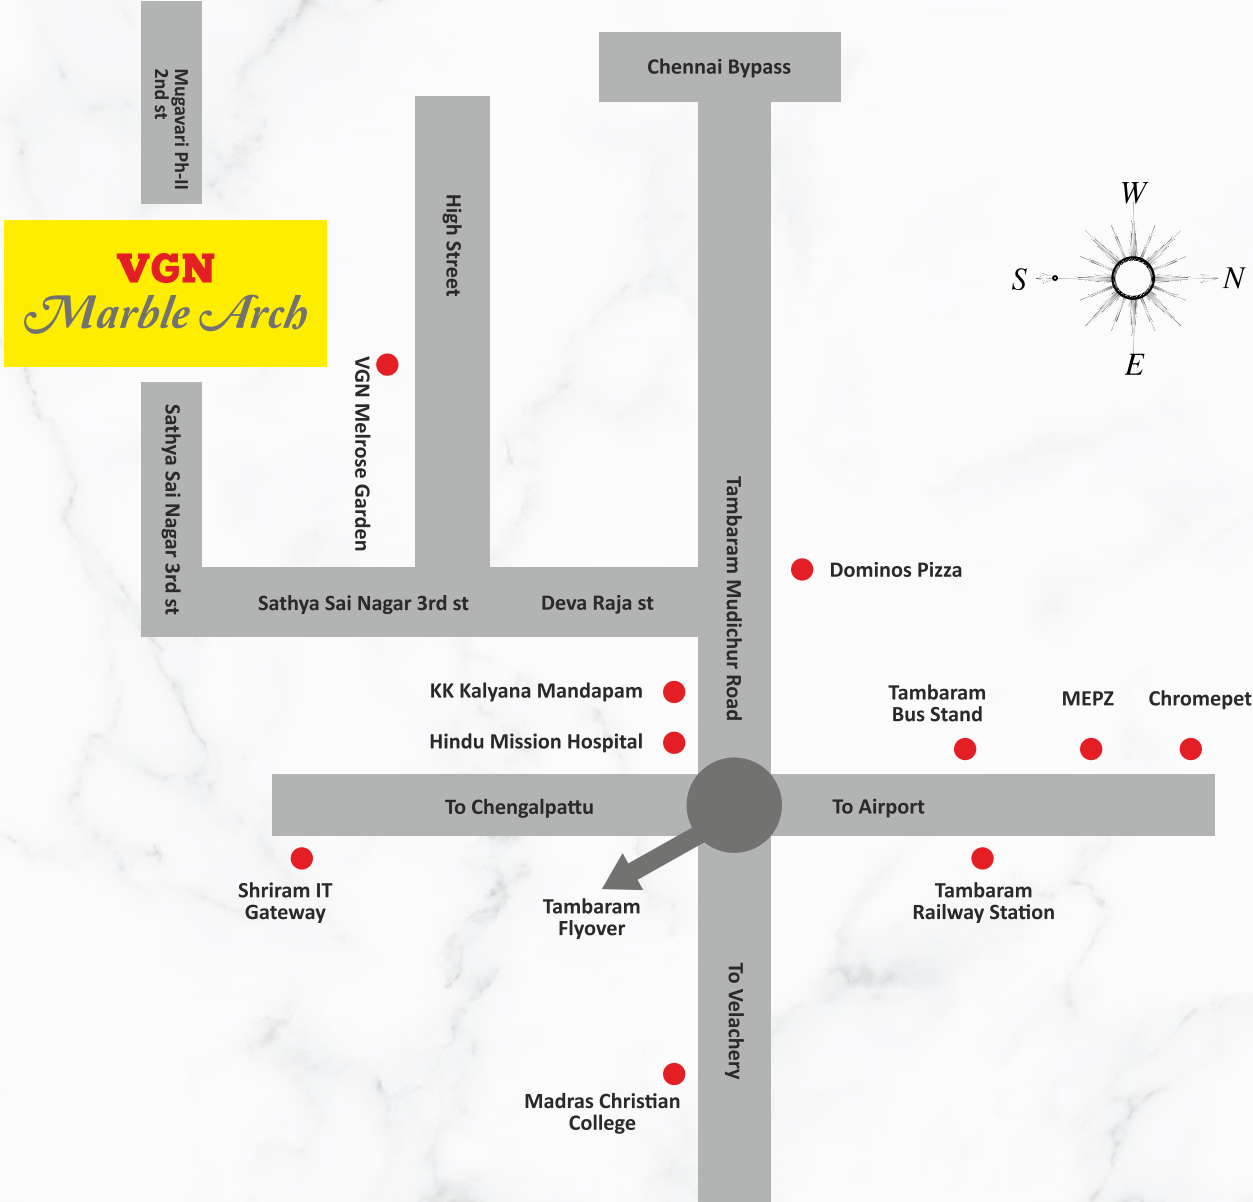 Chennai Bypass
Mugavari Ph-II
2nd st
High Street
W
S
N
E
VGN
Marble Arch
VGN Melrose Garden
Sathya Sai Nagar 3rd st
Tambaram Mudichur Road
Dominos Pizza
Sathya Sai Nagar 3rd st
Deva Raja st
KK Kalyana Mandapam
Hindu Mission Hospital
Tambaram
Bus Stand
MEPZ
Chromepet
To Chengalpattu
To Airport
Shriram IT
Gateway
Tambaram
Flyover
Tambaram
Railway Station
To Velachery
Madras Christian
College